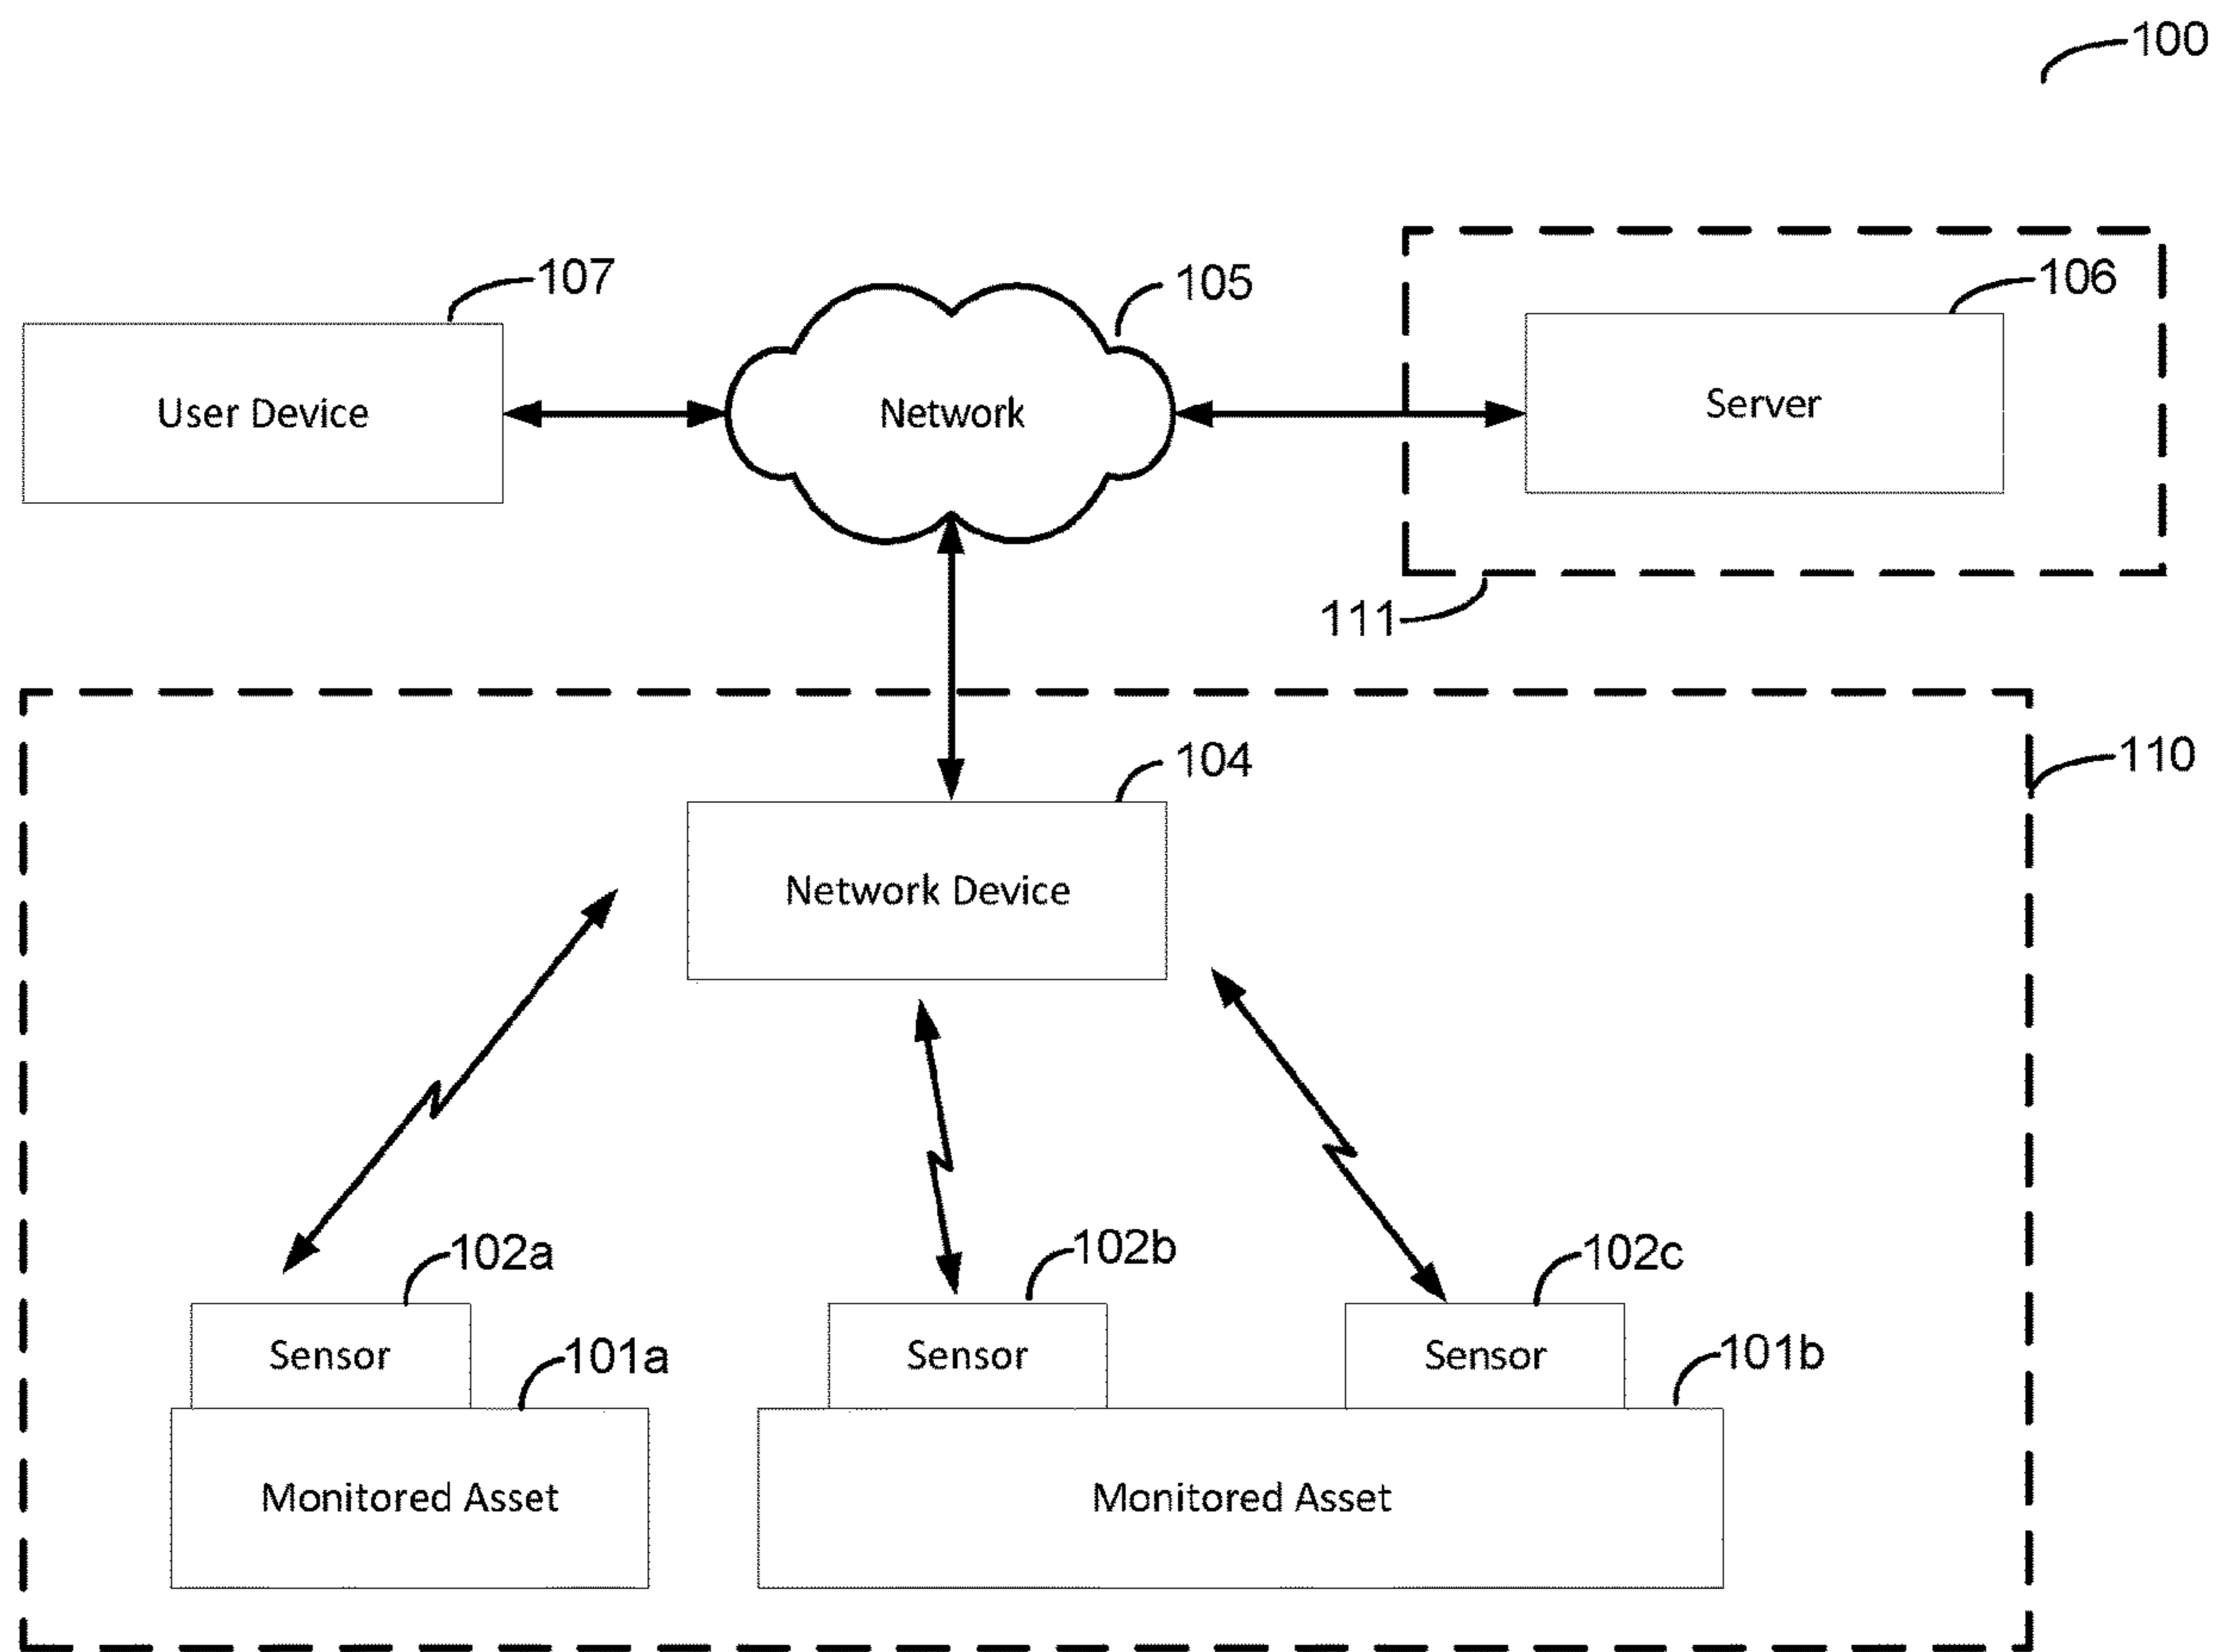 100
107
105
106
User Device
Network
Server
111
104
110
Network Device
102a
102b
102c
Sensor
101a
Sensor
Sensor
101b
Monitored Asset
Monitored Asset